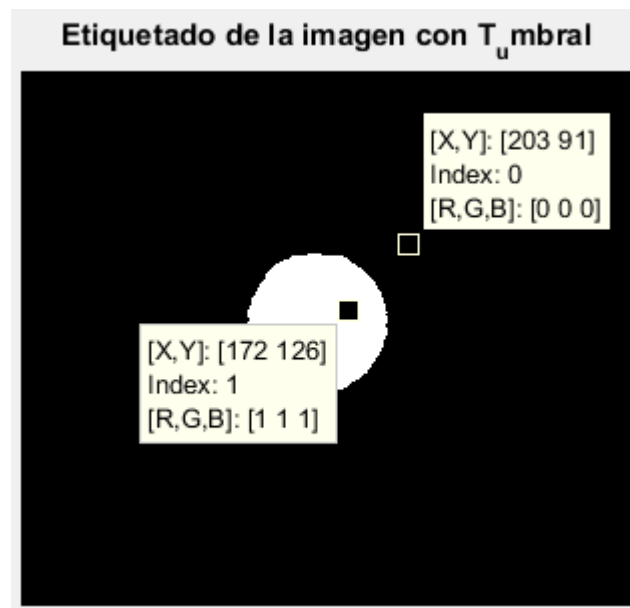 Etiquetado de la imagen con T_umbral
[X,Y]: [203 91]
Index: 0
[R,G,B]: [0 0 0]
[X,Y]: [172 126]
Index: 1
[R,G,B]: [1 1 1]